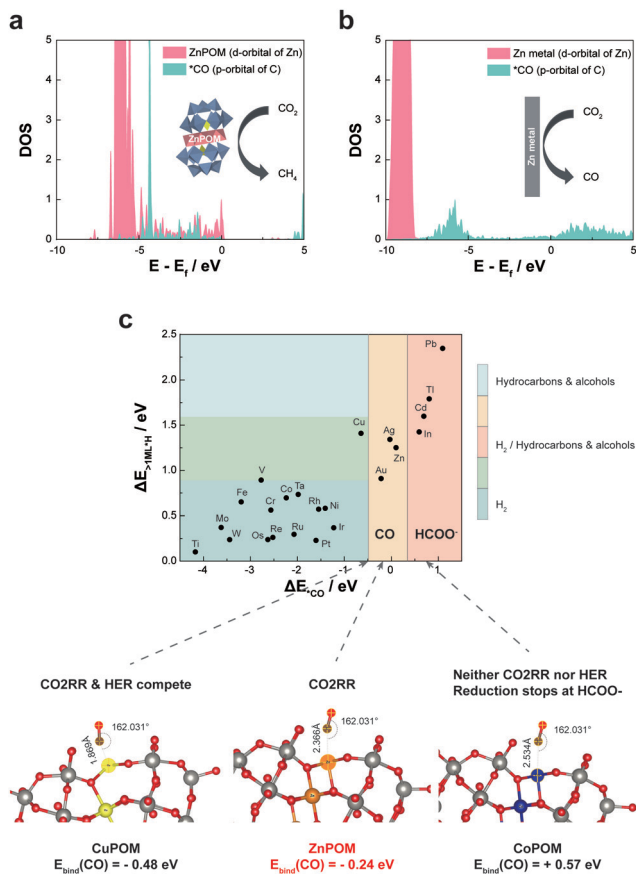 a
ZnPOM (d-orbital of Zn)
*CO (p-orbital of C)
5
4
3
2
1
0
DOS
ZnPOM
CO2
CH4
-10
-5
0
5
E - Ef / eV
b
Zn metal (d-orbital of Zn)
*CO (p-orbital of C)
5
4
3
2
1
0
DOS
Zn metal
CO2
CO
-10
-5
0
5
E - Ef / eV
c
2.5
2.0
1.5
1.0
0.5
0.0
ΔE>1ML*H / eV
Pb
Tl
Cd
In
Cu
Ag
Zn
Au
V
Fe
Co
Ta
Cr
Rh
Ni
Mo
W
Os
Re
Ru
Ir
Pt
Ti
CO
HCOO-
-4
-3
-2
-1
0
1
ΔE*CO / eV
Hydrocarbons & alcohols
H2 / Hydrocarbons & alcohols
H2
CO2RR & HER compete
CO2RR
Neither CO2RR nor HER
Reduction stops at HCOO-
162.031°
1.869Å
162.031°
2.366Å
162.031°
2.534Å
CuPOM
Ebind(CO) = - 0.48 eV
ZnPOM
Ebind(CO) = - 0.24 eV
CoPOM
Ebind(CO) = + 0.57 eV